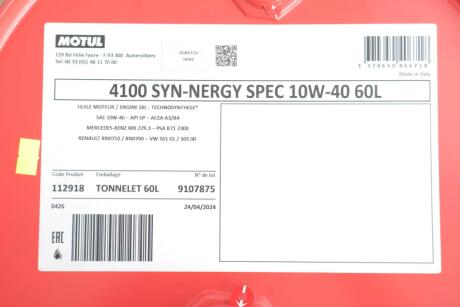 MOTUL
119 Bd Félix Faure - F-93 300 Aubervilliers
Tel: 00 33 (0)1 48 11 70 00
SCRATCH
HERE
3 374650 406718
Made in Italy
4100 SYN-NERGY SPEC 10W-40 60L
HUILE MOTEUR / ENGINE OIL - TECHNOSYNTHESE®
SAE 10W-40 - API SP - ACEA A3/B4
MERCEDES-BENZ MB 229.3 - PSA B71 2300
RENAULT RN0710 / RN0700 - VW 501 01 / 505 00
Code Produit Emballage N° de lot
112918 TONNELET 60L 9107875
0426 24/04/2024
EAC